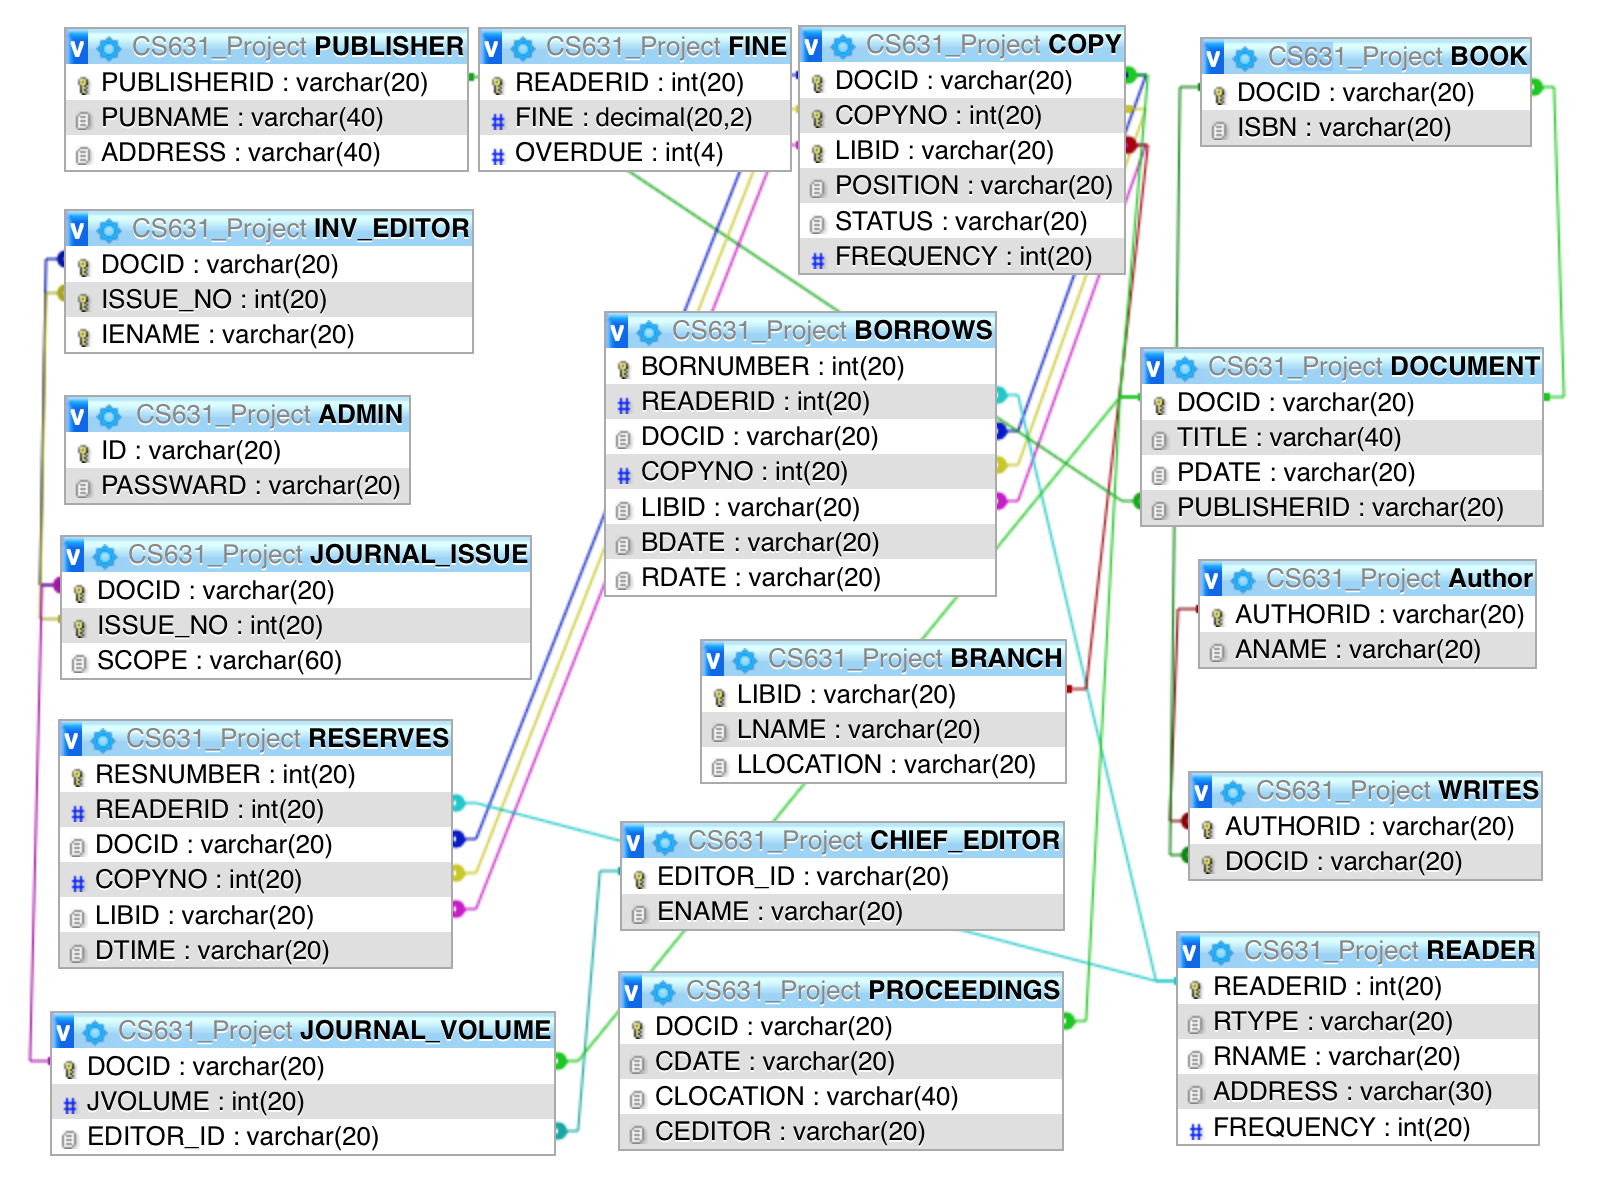 CS631_Project PUBLISHER
PUBLISHERID : varchar(20)
PUBNAME : varchar(40)
ADDRESS : varchar(40)
CS631_Project FINE
READERID : int(20)
FINE : decimal(20,2)
OVERDUE : int(4)
CS631_Project COPY
DOCID : varchar(20)
COPYNO : int(20)
LIBID : varchar(20)
POSITION : varchar(20)
STATUS : varchar(20)
FREQUENCY : int(20)
CS631_Project BOOK
DOCID : varchar(20)
ISBN : varchar(20)
CS631_Project INV_EDITOR
DOCID : varchar(20)
ISSUE_NO : int(20)
IENAME : varchar(20)
CS631_Project BORROWS
BORNUMBER : int(20)
READERID : int(20)
DOCID : varchar(20)
COPYNO : int(20)
LIBID : varchar(20)
BDATE : varchar(20)
RDATE : varchar(20)
CS631_Project DOCUMENT
DOCID : varchar(20)
TITLE : varchar(40)
PDATE : varchar(20)
PUBLISHERID : varchar(20)
CS631_Project ADMIN
ID : varchar(20)
PASSWARD : varchar(20)
CS631_Project JOURNAL_ISSUE
DOCID : varchar(20)
ISSUE_NO : int(20)
SCOPE : varchar(60)
CS631_Project Author
AUTHORID : varchar(20)
ANAME : varchar(20)
CS631_Project BRANCH
LIBID : varchar(20)
LNAME : varchar(20)
LLOCATION : varchar(20)
CS631_Project RESERVES
RESNUMBER : int(20)
READERID : int(20)
DOCID : varchar(20)
COPYNO : int(20)
LIBID : varchar(20)
DTIME : varchar(20)
CS631_Project WRITES
AUTHORID : varchar(20)
DOCID : varchar(20)
CS631_Project CHIEF_EDITOR
EDITOR_ID : varchar(20)
ENAME : varchar(20)
CS631_Project READER
READERID : int(20)
RTYPE : varchar(20)
RNAME : varchar(20)
ADDRESS : varchar(30)
FREQUENCY : int(20)
CS631_Project PROCEEDINGS
DOCID : varchar(20)
CDATE : varchar(20)
CLOCATION : varchar(40)
CEDITOR : varchar(20)
CS631_Project JOURNAL_VOLUME
DOCID : varchar(20)
JVOLUME : int(20)
EDITOR_ID : varchar(20)